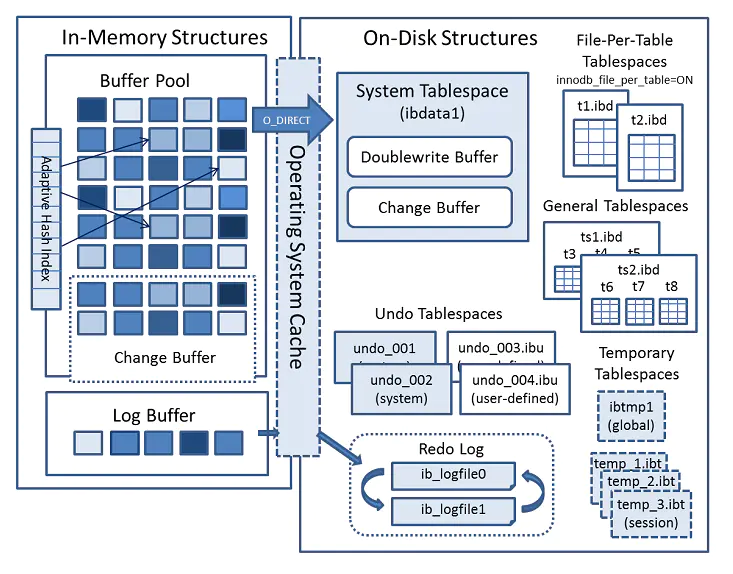 In-Memory Structures
Buffer Pool
Adaptive Hash Index
Change Buffer
Log Buffer
O_DIRECT
Operating System Cache
On-Disk Structures
System Tablespace
(ibdata1)
Doublewrite Buffer
Change Buffer
File-Per-Table
Tablespaces
innodb_file_per_table=ON
t1.ibd
t2.ibd
General Tablespaces
ts1.ibd
t3 t4 t5
ts2.ibd
t6 t7 t8
Undo Tablespaces
undo_001
undo_002
(system)
undo_003.ibu
undo_004.ibu
(user-defined)
Temporary
Tablespaces
ibtmp1
(global)
temp_1.ibt
temp_2.ibt
temp_3.ibt
(session)
Redo Log
ib_logfile0
ib_logfile1